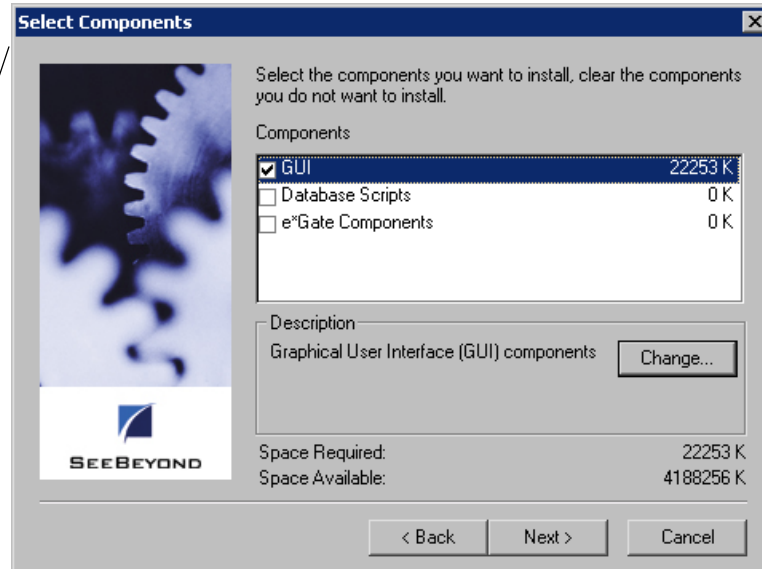 Select Components
Select the components you want to install, clear the components
you do not want to install.
Components
GUI 22253 K
Database Scripts 0 K
e*Gate Components 0 K
Description
Graphical User Interface (GUI) components
Change...
SEEBEYOND
Space Required: 22253 K
Space Available: 4188256 K
< Back Next > Cancel